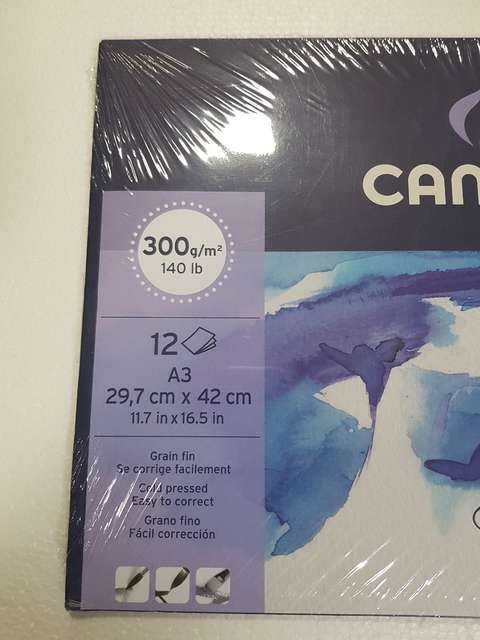 CAN
300g/m²
140 lb
12
A3
29,7 cm x 42 cm
11.7 in x 16.5 in
Grain fin
Se corrige facilement
Cold pressed
Easy to correct
Grano fino
Fácil corrección